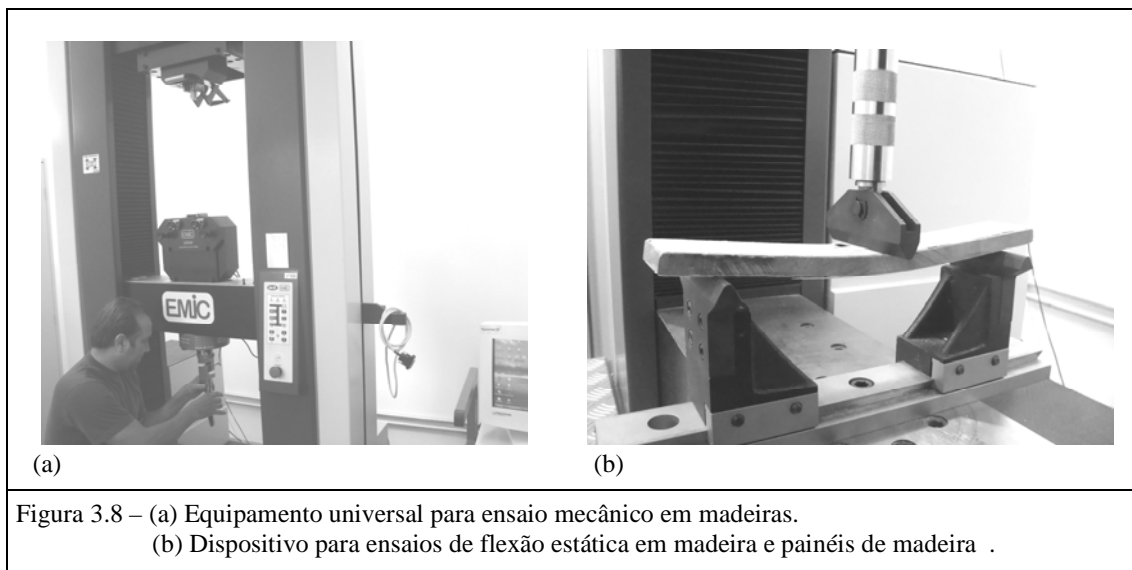 EMIC
(a)
(b)
Figura 3.8 – (a) Equipamento universal para ensaio mecânico em madeiras.
(b) Dispositivo para ensaios de flexão estática em madeira e painéis de madeira .